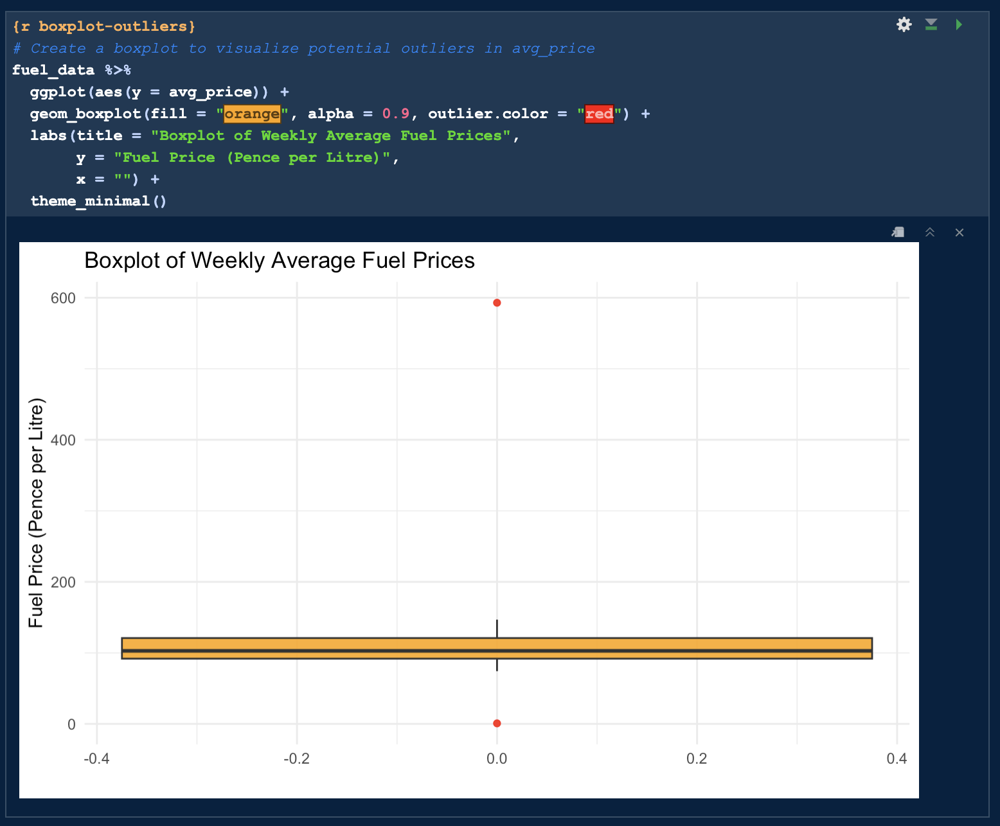 {r boxplot-outliers}
# Create a boxplot to visualize potential outliers in avg_price
fuel_data %>%
  ggplot(aes(y = avg_price)) +
  geom_boxplot(fill = "orange", alpha = 0.9, outlier.color = "red") +
  labs(title = "Boxplot of Weekly Average Fuel Prices",
       y = "Fuel Price (Pence per Litre)",
       x = "") +
  theme_minimal()
Boxplot of Weekly Average Fuel Prices
Fuel Price (Pence per Litre)
600
400
200
0
-0.4 -0.2 0.0 0.2 0.4